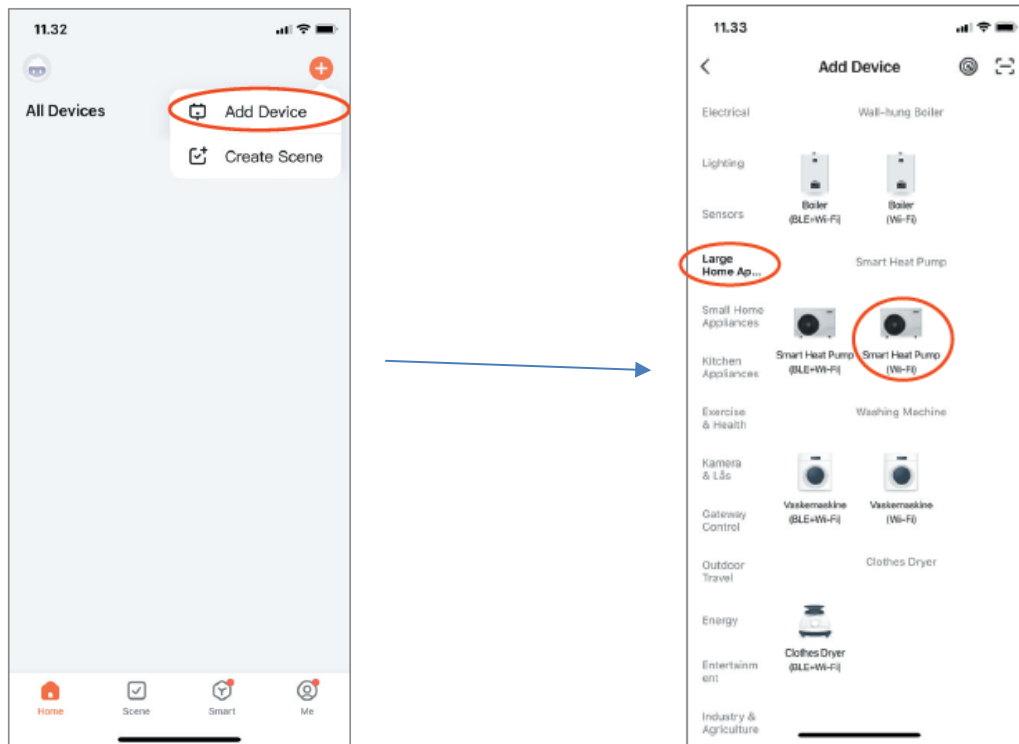 11.32
All Devices
Add Device
Create Scene
Home
Scene
Smart
Me
11.33
Add Device
Electrical
Lighting
Sensors
Large
Home Ap...
Small Home
Appliances
Kitchen
Appliances
Exercise
& Health
Kamera
& Lås
Gateway
Control
Outdoor
Travel
Energy
Entertainm
ent
Industry &
Agriculture
Wall-hung Boiler
Boiler
(BLE+Wi-Fi)
Boiler
(Wi-Fi)
Smart Heat Pump
Smart Heat Pump
(BLE+Wi-Fi)
Smart Heat Pump
(Wi-Fi)
Washing Machine
Vaskemaskine
(BLE+Wi-Fi)
Vaskemaskine
(Wi-Fi)
Clothes Dryer
Clothes Dryer
(BLE+Wi-Fi)